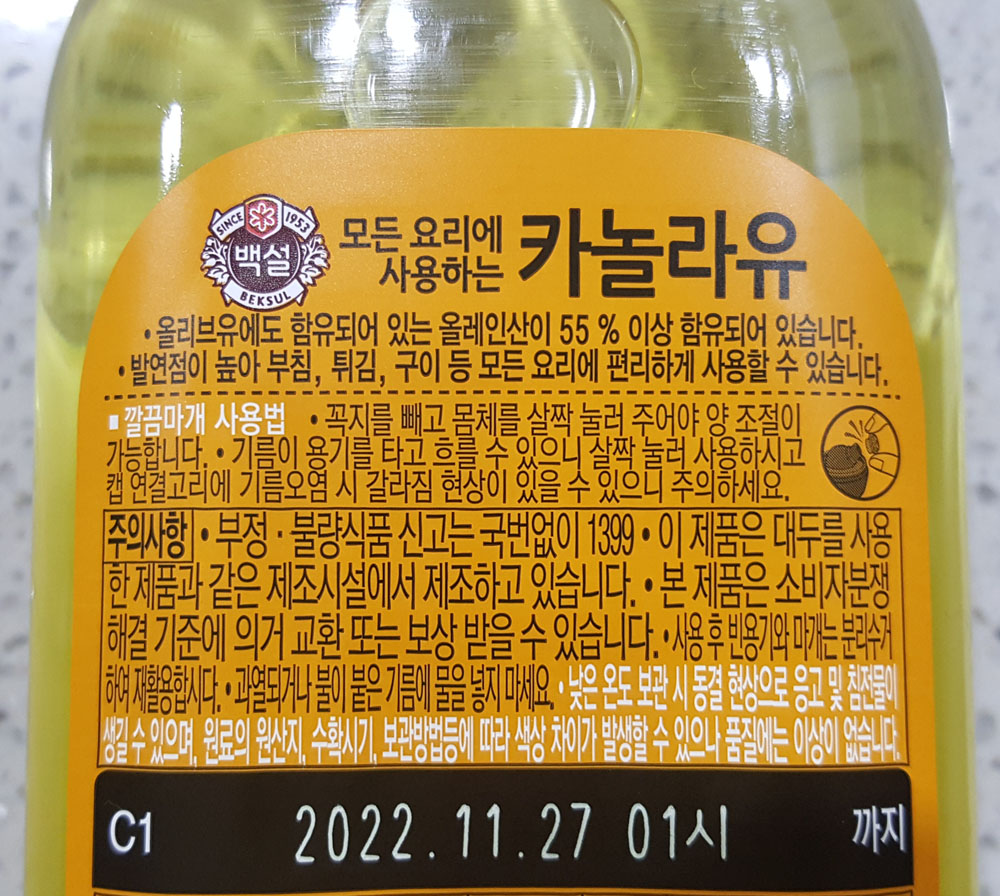 SINCE 1953
백설
BEKSUL
모든 요리에
사용하는
카놀라유
• 올리브유에도 함유되어 있는 올레인산이 55 % 이상 함유되어 있습니다.
• 발연점이 높아 부침, 튀김, 구이 등 모든 요리에 편리하게 사용할 수 있습니다.
■ 깔끔마개 사용법 • 꼭지를 빼고 몸체를 살짝 눌러 주어야 양 조절이
가능합니다. • 기름이 용기를 타고 흐를 수 있으니 살짝 눌러 사용하시고
캡 연결고리에 기름오염 시 갈라짐 현상이 있을 수 있으니 주의하세요.
주의사항 • 부정 · 불량식품 신고는 국번없이 1399 • 이 제품은 대두를 사용
한 제품과 같은 제조시설에서 제조하고 있습니다. • 본 제품은 소비자분쟁
해결 기준에 의거 교환 또는 보상 받을 수 있습니다. • 사용 후 빈용기와 마개는 분리수거
하여 재활용합시다. • 과열되거나 불이 붙은 기름에 물을 넣지 마세요. • 낮은 온도 보관 시 동결 현상으로 응고 및 침전물이
생길 수 있으며, 원료의 원산지, 수확시기, 보관방법등에 따라 색상 차이가 발생할 수 있으나 품질에는 이상이 없습니다.
C1 2022.11.27 01시 까지